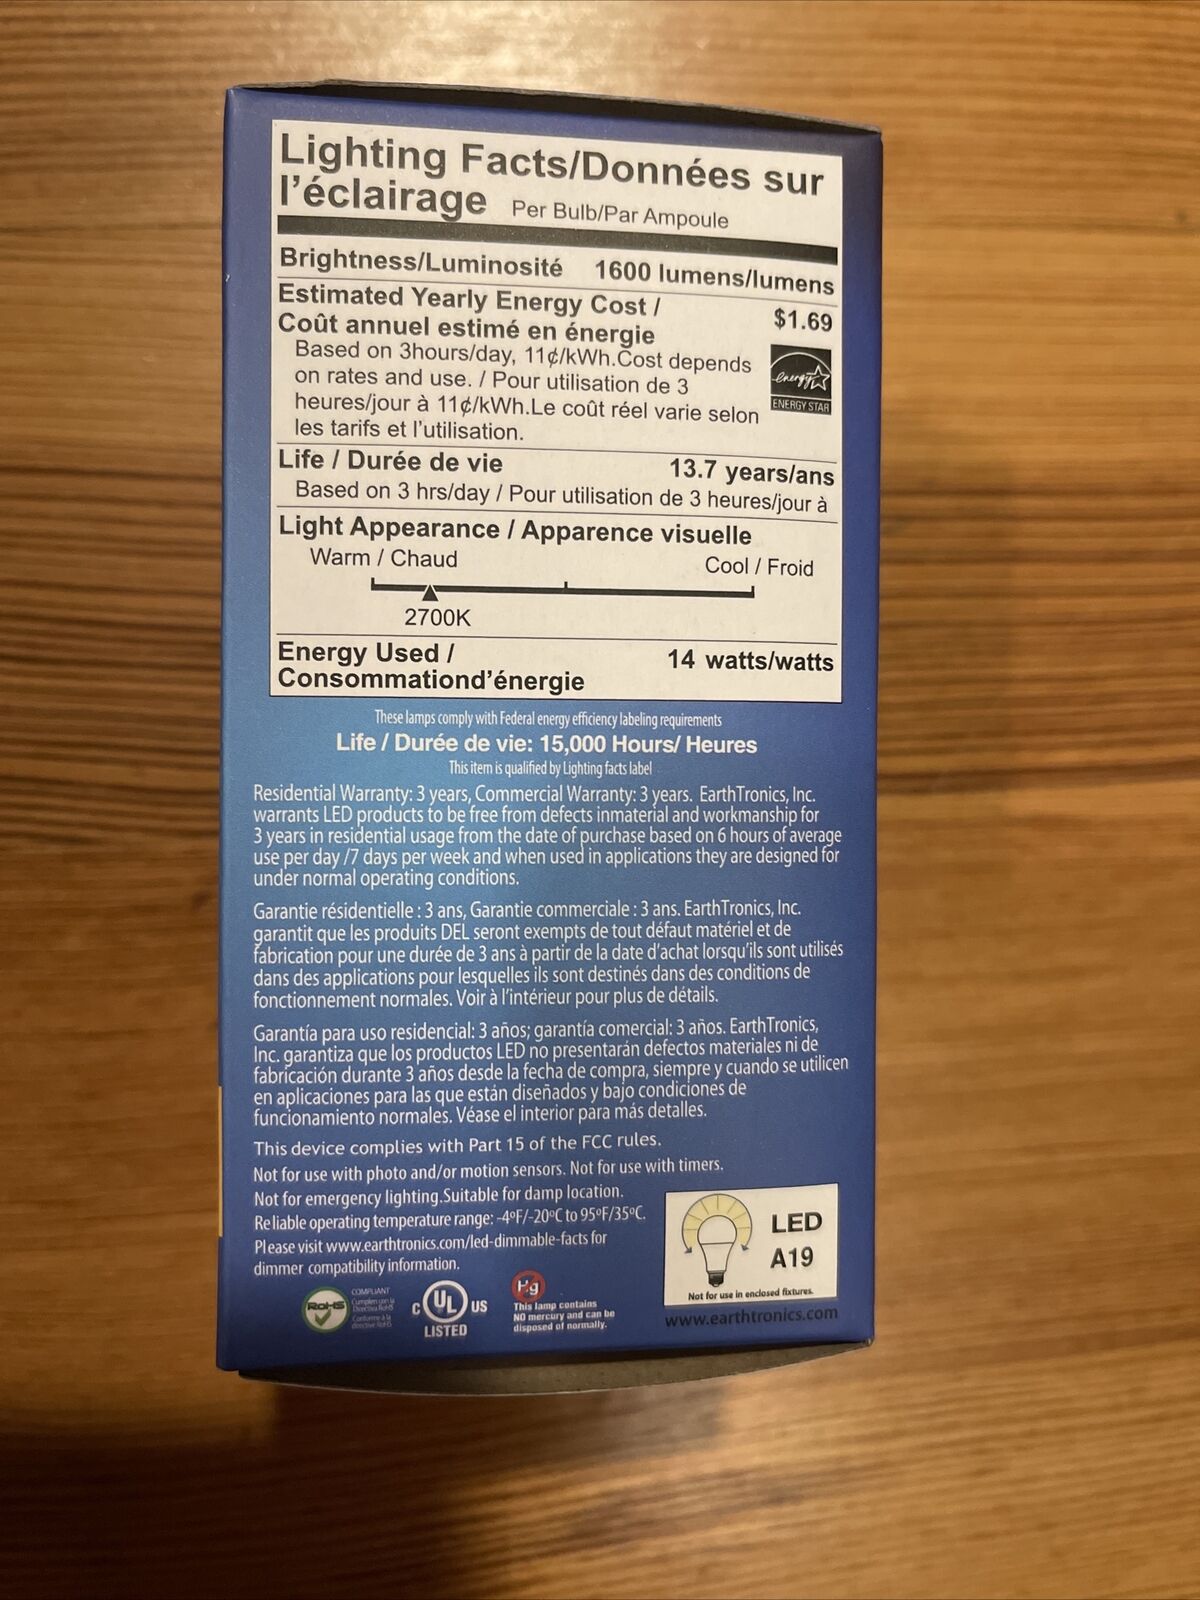 Lighting Facts/Données sur
l'éclairage Per Bulb/Par Ampoule
Brightness/Luminosité 1600 lumens/lumens
Estimated Yearly Energy Cost / $1.69
Coût annuel estimé en énergie
Based on 3hours/day, 11¢/kWh.Cost depends
on rates and use. / Pour utilisation de 3
heures/jour à 11¢/kWh.Le coût réel varie selon
les tarifs et l'utilisation.
energy
ENERGY STAR
Life / Durée de vie 13.7 years/ans
Based on 3 hrs/day / Pour utilisation de 3 heures/jour à
Light Appearance / Apparence visuelle
Warm / Chaud Cool / Froid
2700K
Energy Used / 14 watts/watts
Consommationd'énergie
These lamps comply with Federal energy efficiency labeling requirements
Life / Durée de vie: 15,000 Hours/ Heures
This item is qualified by Lighting facts label
Residential Warranty: 3 years, Commercial Warranty: 3 years. EarthTronics, Inc.
warrants LED products to be free from defects inmaterial and workmanship for
3 years in residential usage from the date of purchase based on 6 hours of average
use per day /7 days per week and when used in applications they are designed for
under normal operating conditions.
Garantie résidentielle : 3 ans, Garantie commerciale : 3 ans. EarthTronics, Inc.
garantit que les produits DEL seront exempts de tout défaut matériel et de
fabrication pour une durée de 3 ans à partir de la date d'achat lorsqu'ils sont utilisés
dans des applications pour lesquelles ils sont destinés dans des conditions de
fonctionnement normales. Voir à l'intérieur pour plus de détails.
Garantía para uso residencial: 3 años; garantía comercial: 3 años. EarthTronics,
Inc. garantiza que los productos LED no presentarán defectos materiales ni de
fabricación durante 3 años desde la fecha de compra, siempre y cuando se utilicen
en aplicaciones para las que están diseñados y bajo condiciones de
funcionamiento normales. Véase el interior para más detalles.
This device complies with Part 15 of the FCC rules.
Not for use with photo and/or motion sensors. Not for use with timers.
Not for emergency lighting.Suitable for damp location.
Reliable operating temperature range: -4ºF/-20ºC to 95ºF/35ºC.
Please visit www.earthtronics.com/led-dimmable-facts for
dimmer compatibility information.
LED
A19
Not for use in enclosed fixtures.
www.earthtronics.com
RoHS
COMPLIANT
Cumplen con la
Directiva RoHS
Conforme à la
directive RoHS
C UL US
LISTED
Hg
This lamp contains
NO mercury and can be
disposed of normally.